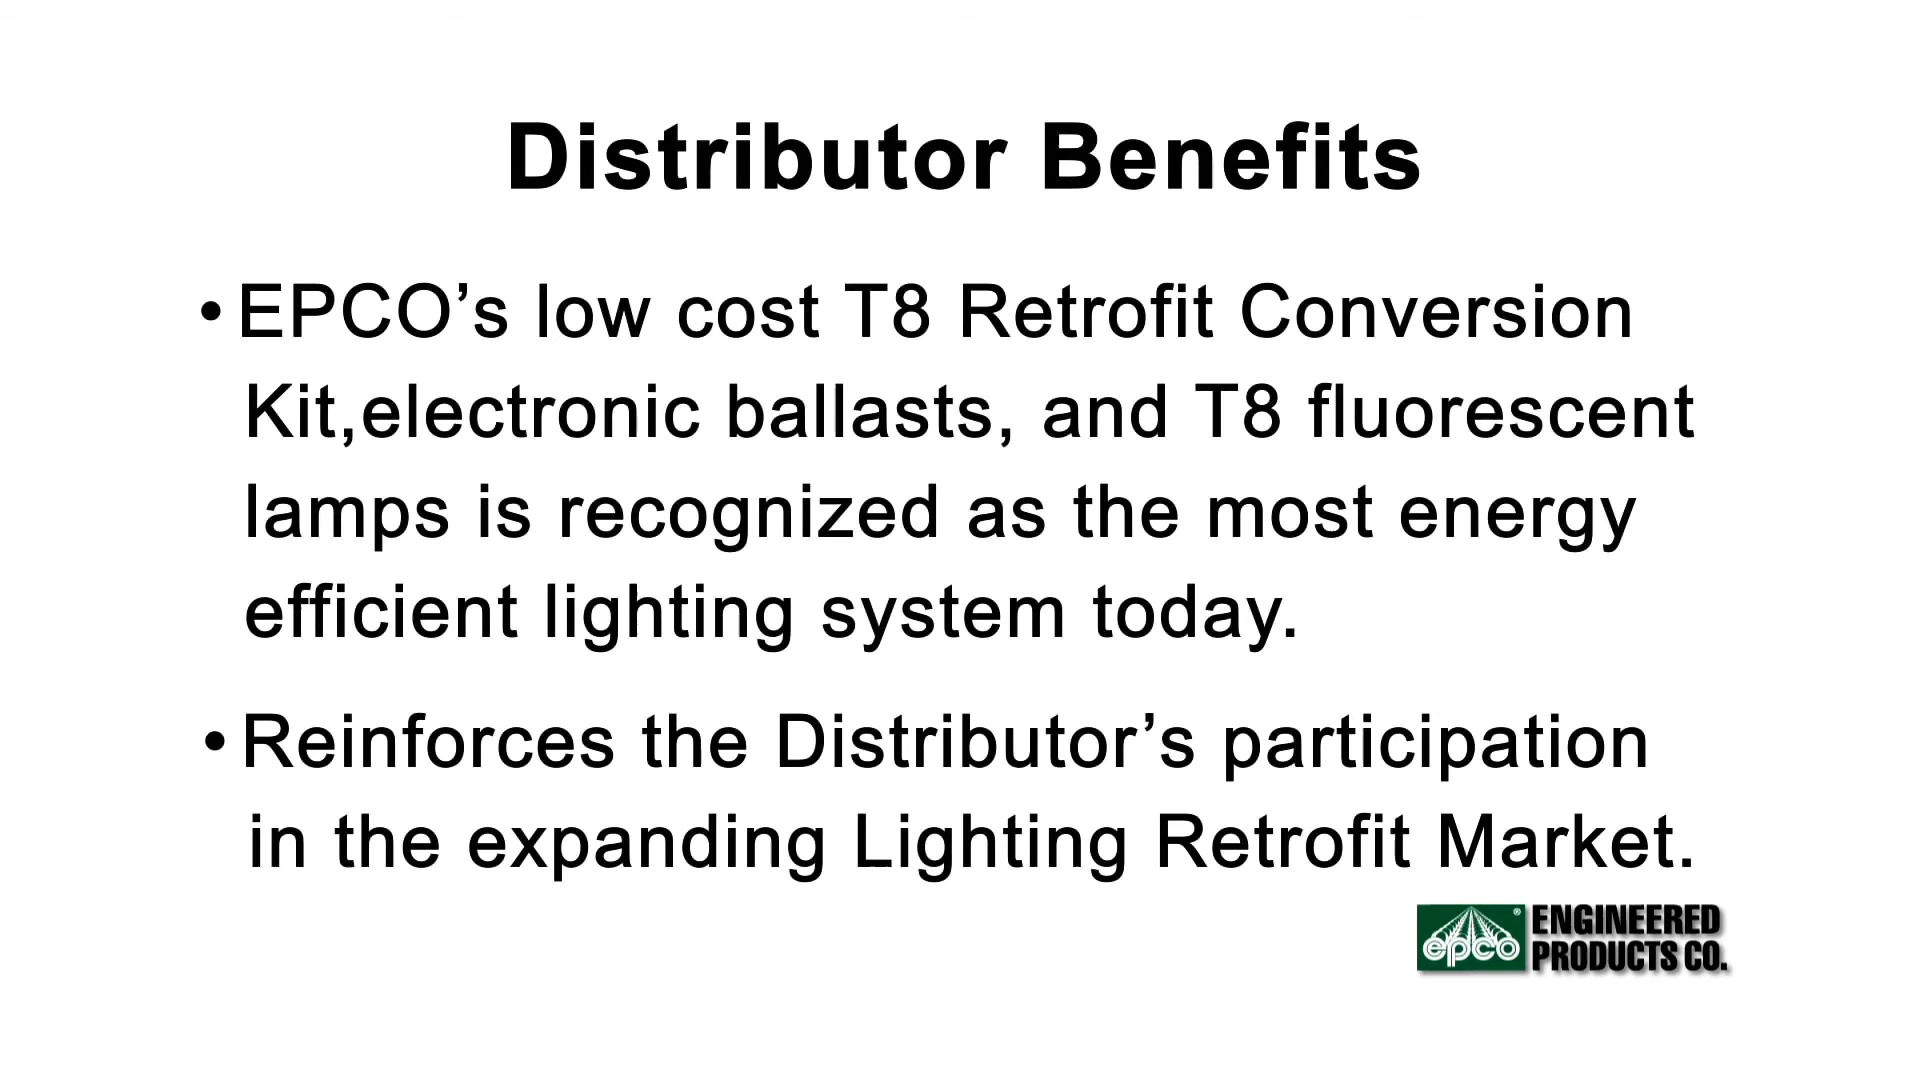 Distributor Benefits
•EPCO’s low cost T8 Retrofit Conversion
Kit,electronic ballasts, and T8 fluorescent
lamps is recognized as the most energy
efficient lighting system today.
•Reinforces the Distributor’s participation
in the expanding Lighting Retrofit Market.
epco® ENGINEERED
PRODUCTS CO.